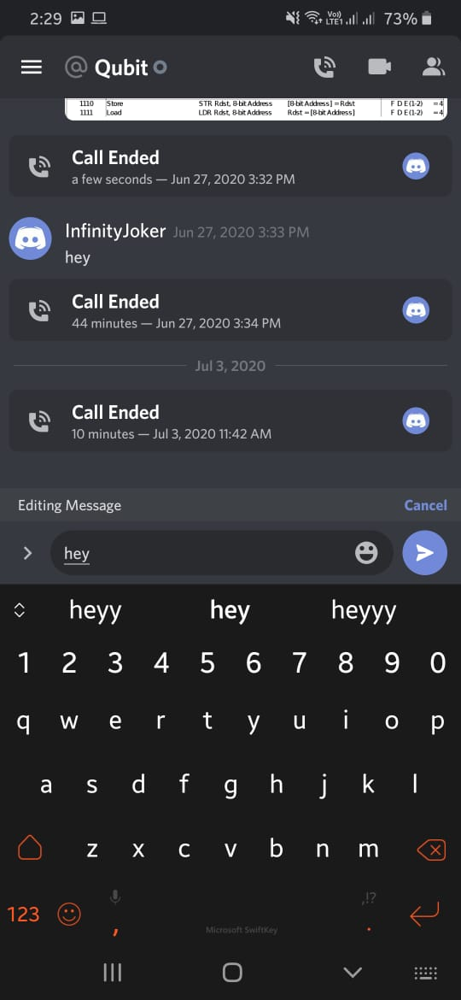 2:29 Vo)) LTE1 73%
@ Qubit
1110 Store STR Rdst, 8-bit Address [8-bit Address] = Rdst F D E(1-2) =4
1111 Load LDR Rdst, 8-bit Address Rdst = [8-bit Address] F D E(1-2) =4
Call Ended
a few seconds — Jun 27, 2020 3:32 PM
InfinityJoker Jun 27, 2020 3:33 PM
hey
Call Ended
44 minutes — Jun 27, 2020 3:34 PM
Jul 3, 2020
Call Ended
10 minutes — Jul 3, 2020 11:42 AM
Editing Message Cancel
hey
heyy hey heyyy
1 2 3 4 5 6 7 8 9 0
q w e r t y u i o p
a s d f g h j k l
z x c v b n m
,!?
123 , Microsoft SwiftKey .